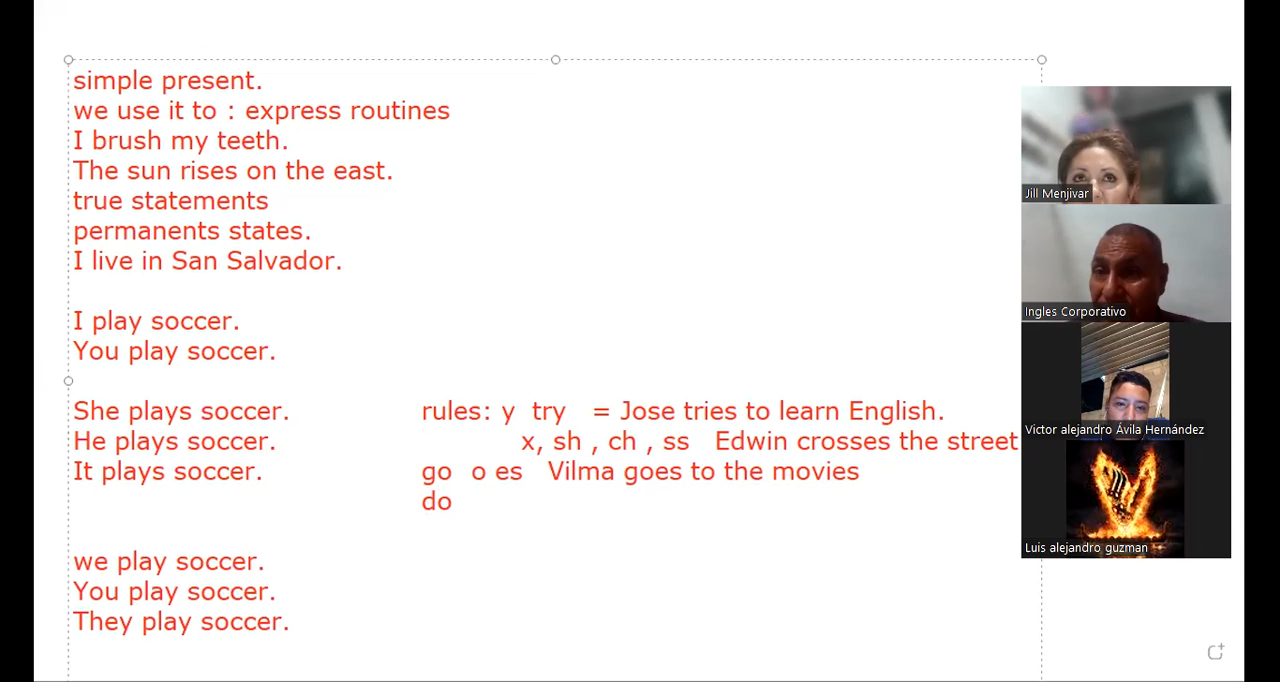 simple present.
we use it to : express routines
I brush my teeth.
The sun rises on the east.
true statements
permanents states.
I live in San Salvador.
I play soccer.
You play soccer.
She plays soccer. rules: y try = Jose tries to learn English.
He plays soccer. x, sh , ch , ss Edwin crosses the street
It plays soccer. go o es Vilma goes to the movies
do
we play soccer.
You play soccer.
They play soccer.
Jill Menjivar
Ingles Corporativo
Victor alejandro Ávila Hernández
Luis alejandro guzman